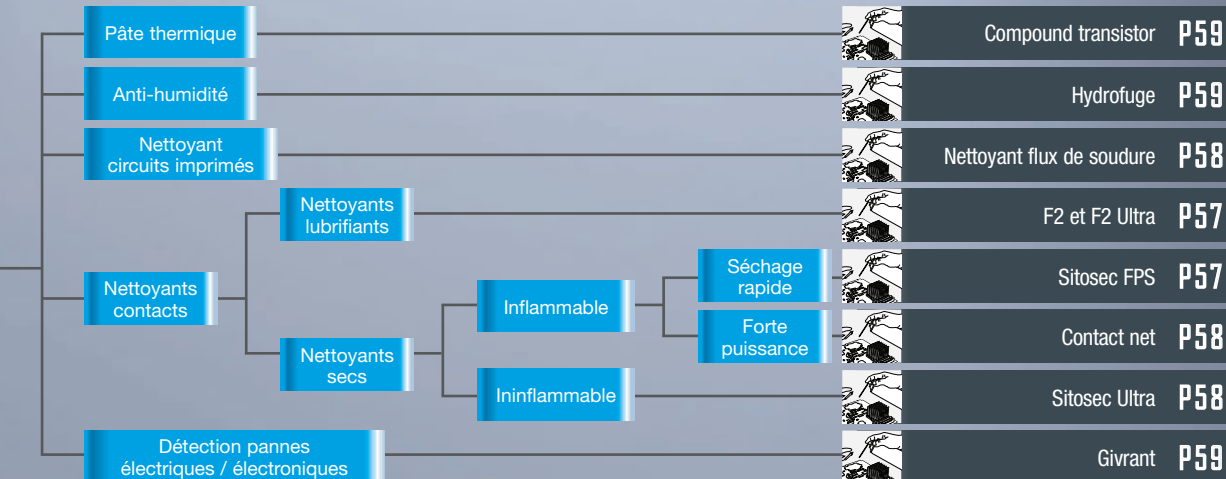 Pâte thermique
Compound transistor P59
Anti-humidité
Hydrofuge P59
Nettoyant
circuits imprimés
Nettoyant flux de soudure P58
Nettoyants
lubrifiants
F2 et F2 Ultra P57
Nettoyants
contacts
Nettoyants
secs
Inflammable
Séchage
rapide
Sitosec FPS P57
Forte
puissance
Contact net P58
Ininflammable
Sitosec Ultra P58
Détection pannes
électriques / électroniques
Givrant P59